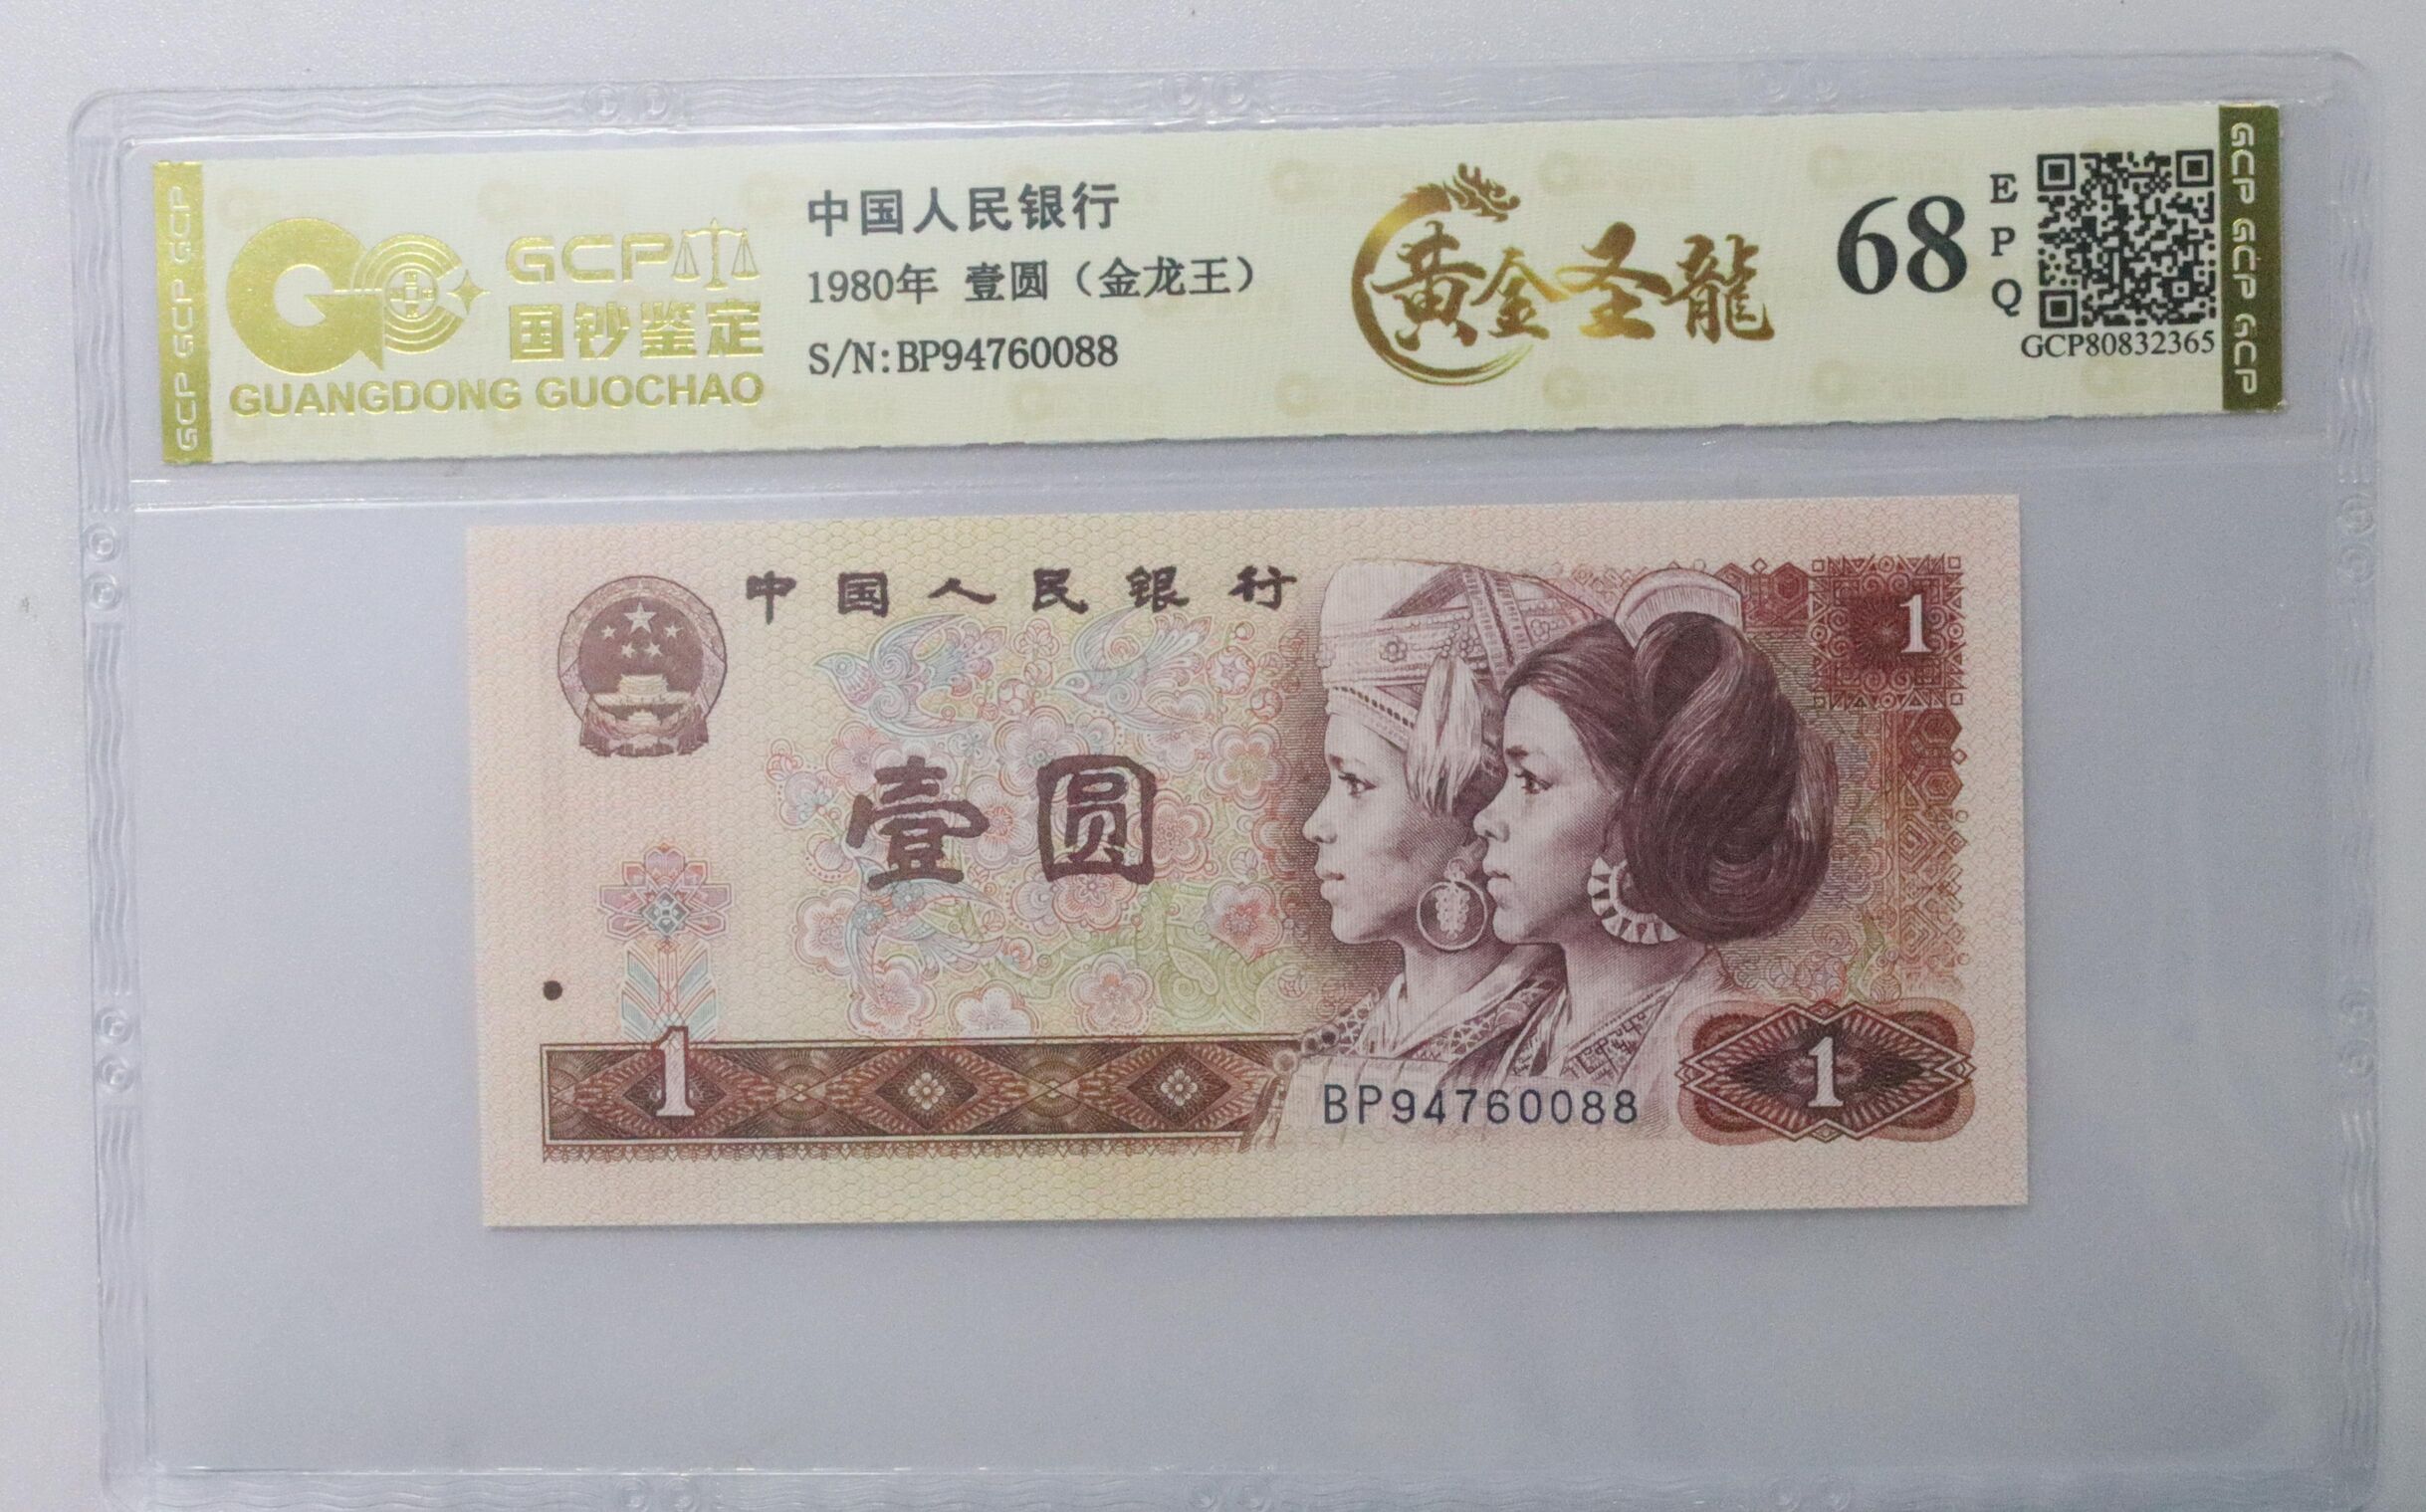 GCP GCP GCP
GCP
国钞鉴定
GUANGDONG GUOCHAO
中国人民银行
1980年 壹圆（金龙王）
S/N:BP94760088
黄金圣龍
68
E
P
Q
GCP80832365
GCP GCP GCP
中国人民银行
1
壹圆
1
BP94760088
1